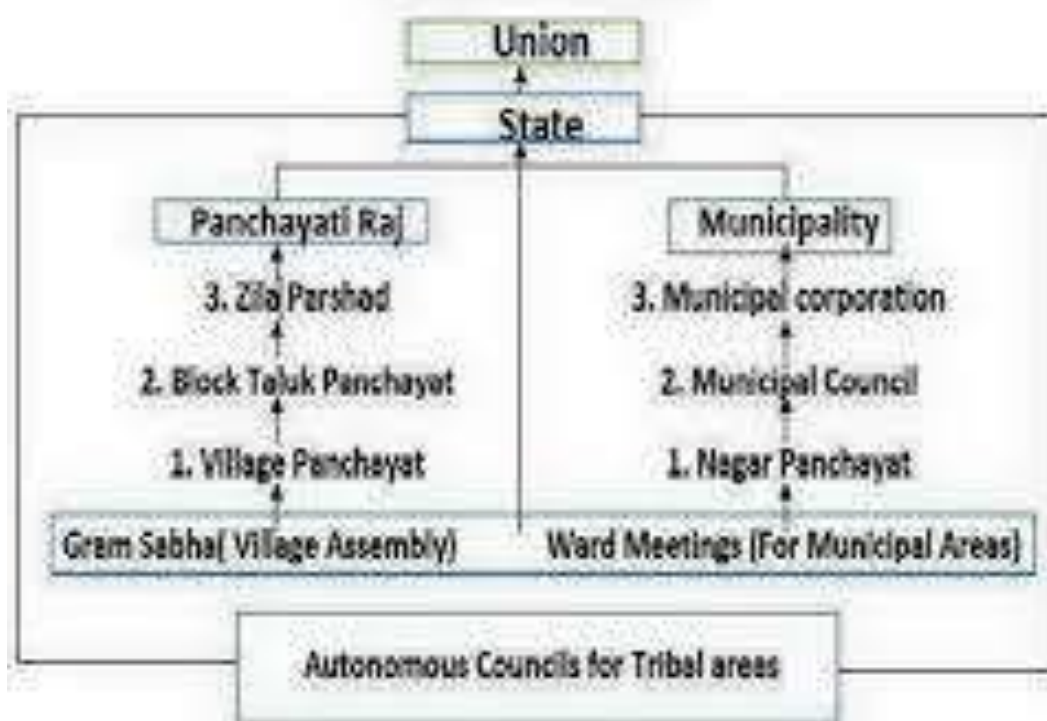 Union
State
Panchayati Raj
Municipality
3. Zila Parshad
3. Municipal corporation
2. Block Taluk Panchayat
2. Municipal Council
1. Village Panchayat
1. Nagar Panchayat
Gram Sabha( Village Assembly)
Ward Meetings (For Municipal Areas)
Autonomous Councils for Tribal areas